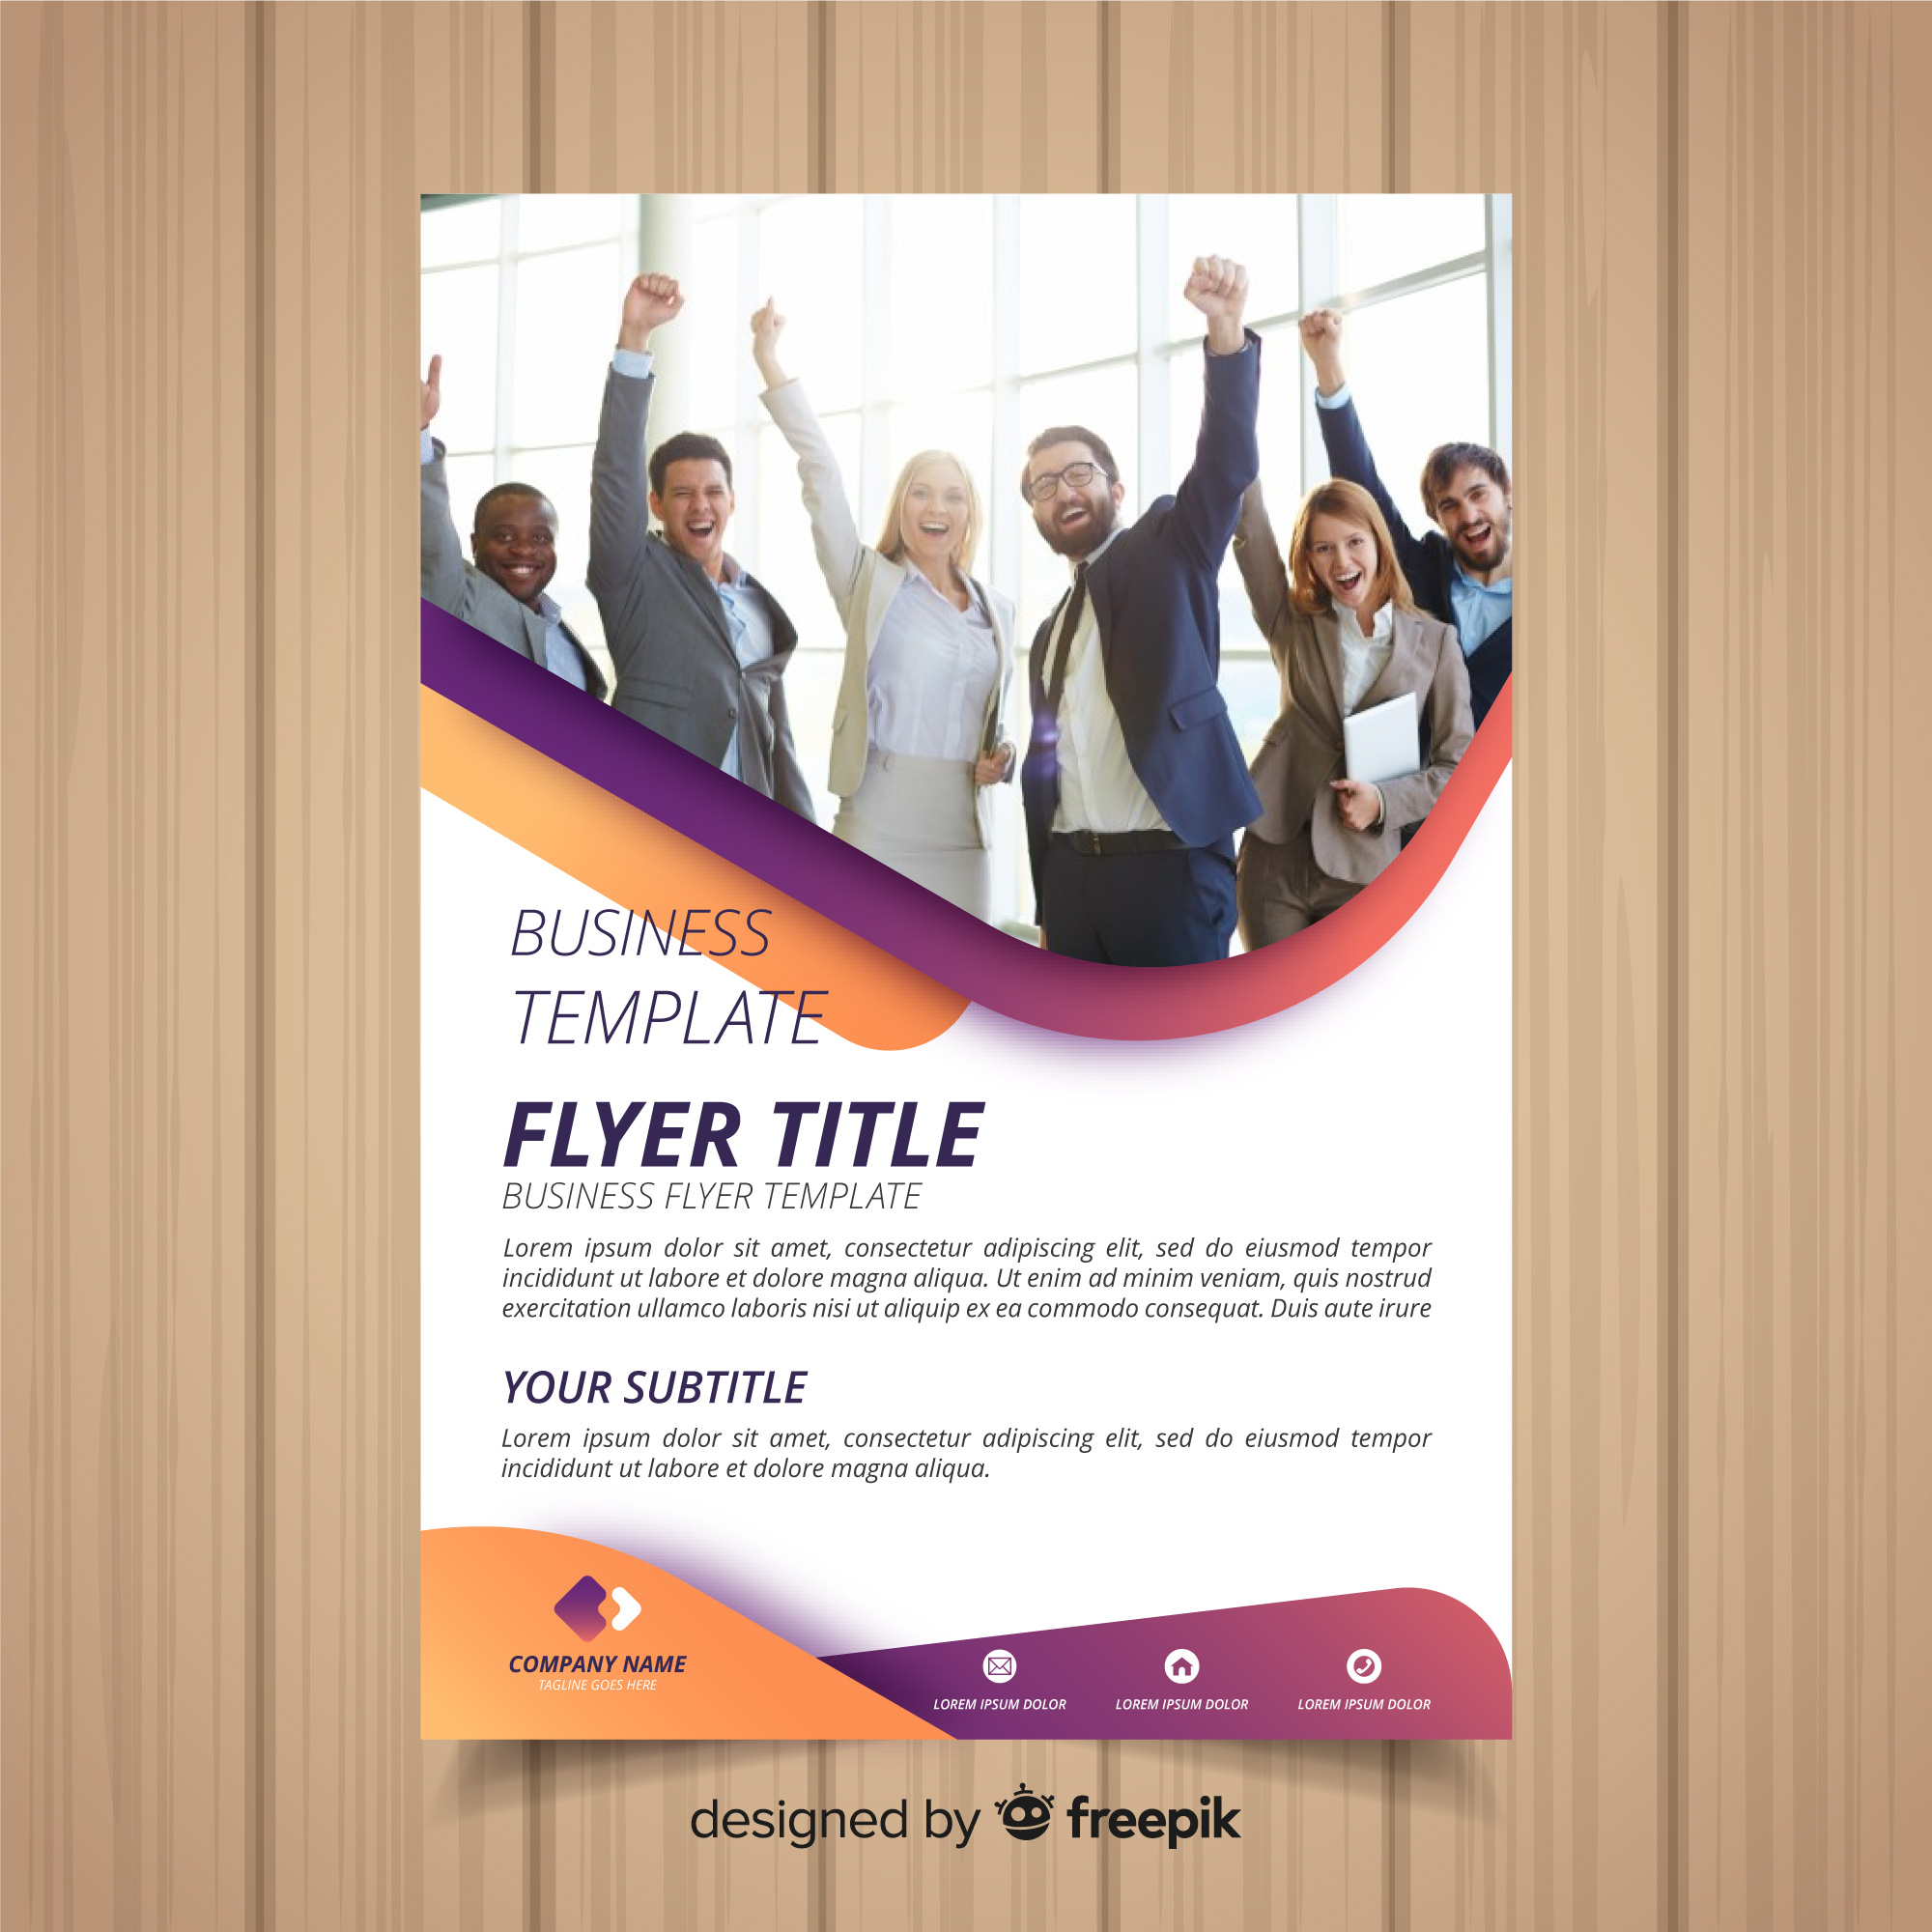 BUSINESS
TEMPLATE
FLYER TITLE
BUSINESS FLYER TEMPLATE
Lorem ipsum dolor sit amet, consectetur adipiscing elit, sed do eiusmod tempor
incididunt ut labore et dolore magna aliqua. Ut enim ad minim veniam, quis nostrud
exercitation ullamco laboris nisi ut aliquip ex ea commodo consequat. Duis aute irure
YOUR SUBTITLE
Lorem ipsum dolor sit amet, consectetur adipiscing elit, sed do eiusmod tempor
incididunt ut labore et dolore magna aliqua.
COMPANY NAME
TAGLINE GOES HERE
LOREM IPSUM DOLOR
LOREM IPSUM DOLOR
LOREM IPSUM DOLOR
designed by freepik